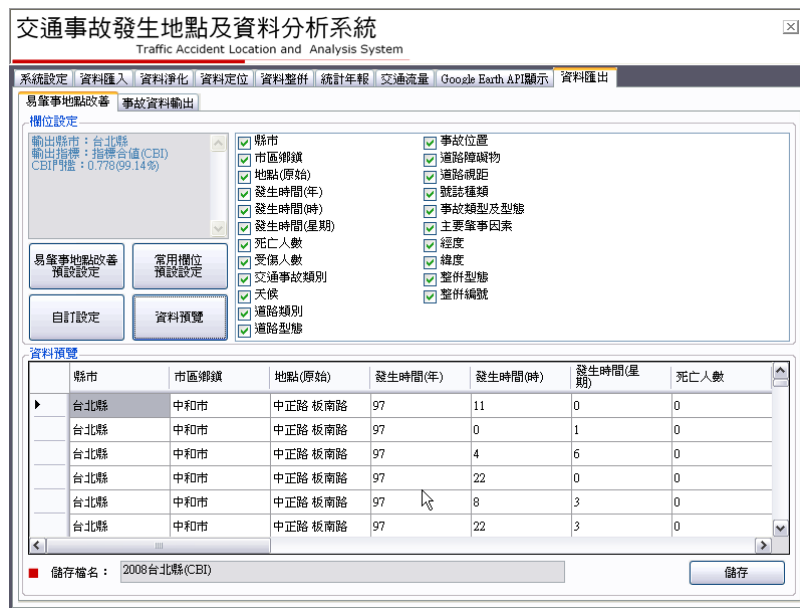 交通事故發生地點及資料分析系統
Traffic Accident Location and Analysis System
系統設定 資料匯入 資料淨化 資料定位 資料整併 統計年報 交通流量 Google Earth API顯示 資料匯出
易肇事地點改善 事故資料輸出
欄位設定
輸出縣市：台北縣
輸出指標：指標合值(CBI)
CBI門檻：0.778(99.14%)
易肇事地點改善
預設設定
常用欄位
預設設定
自訂設定
資料預覽
縣市
市區鄉鎮
地點(原始)
發生時間(年)
發生時間(時)
發生時間(星期)
死亡人數
受傷人數
交通事故類別
天候
道路類別
道路型態
事故位置
道路障礙物
道路視距
號誌種類
事故類型及型態
主要肇事因素
經度
緯度
整併型態
整併編號
資料預覽
縣市 市區鄉鎮 地點(原始) 發生時間(年) 發生時間(時) 發生時間(星
期) 死亡人數
台北縣 中和市 中正路 板南路 97 11 0 0
台北縣 中和市 中正路 板南路 97 0 1 0
台北縣 中和市 中正路 板南路 97 4 6 0
台北縣 中和市 中正路 板南路 97 22 0 0
台北縣 中和市 中正路 板南路 97 8 3 0
台北縣 中和市 中正路 板南路 97 22 3 0
儲存檔名： 2008台北縣(CBI) 儲存